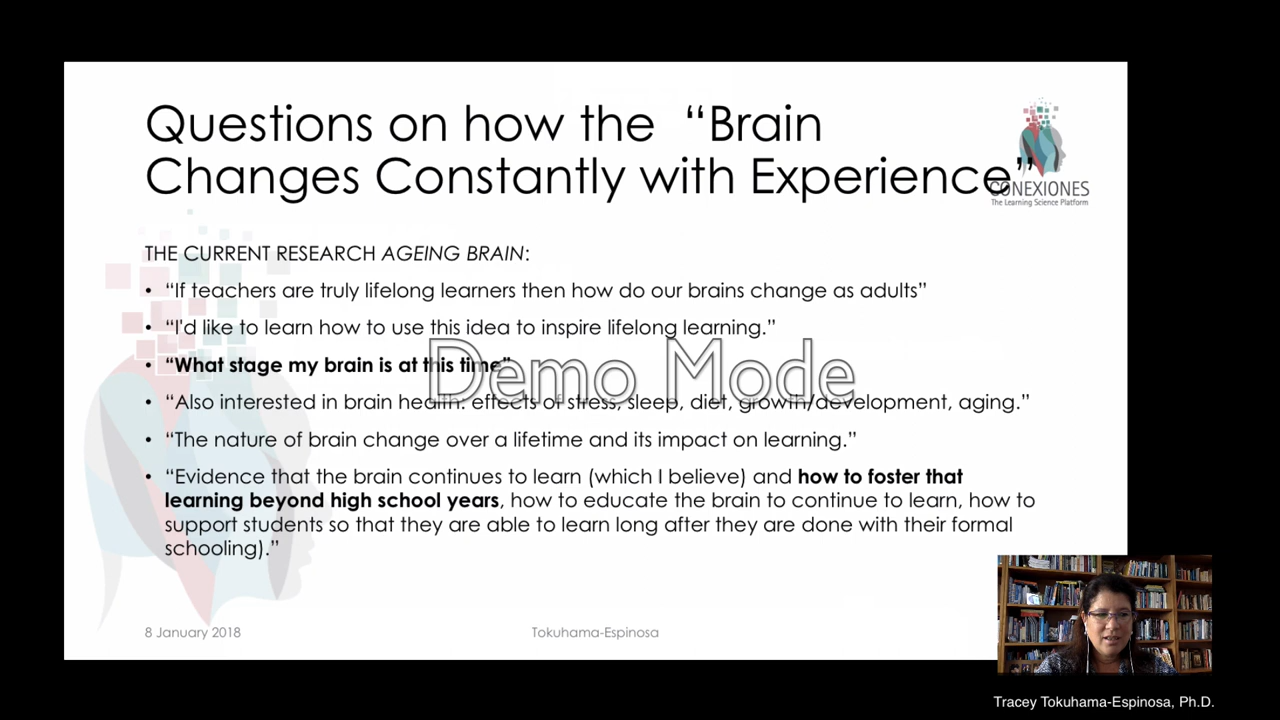 Questions on how the “Brain
Changes Constantly with Experience”
CONEXIONES
The Learning Science Platform
THE CURRENT RESEARCH AGEING BRAIN:
• “If teachers are truly lifelong learners then how do our brains change as adults”
• “I'd like to learn how to use this idea to inspire lifelong learning.”
• “What stage my brain is at this time”
Demo Mode
• “Also interested in brain health: effects of stress, sleep, diet, growth/development, aging.”
• “The nature of brain change over a lifetime and its impact on learning.”
• “Evidence that the brain continues to learn (which I believe) and how to foster that
learning beyond high school years, how to educate the brain to continue to learn, how to
support students so that they are able to learn long after they are done with their formal
schooling).”
8 January 2018
Tokuhama-Espinosa
Tracey Tokuhama-Espinosa, Ph.D.